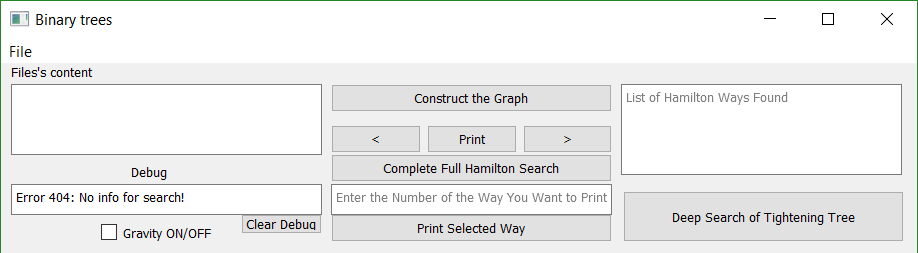 Binary trees
File
Files's content
Construct the Graph
List of Hamilton Ways Found
< Print >
Complete Full Hamilton Search
Debug
Error 404: No info for search!
Enter the Number of the Way You Want to Print
Deep Search of Tightening Tree
Clear Debug
Gravity ON/OFF
Print Selected Way